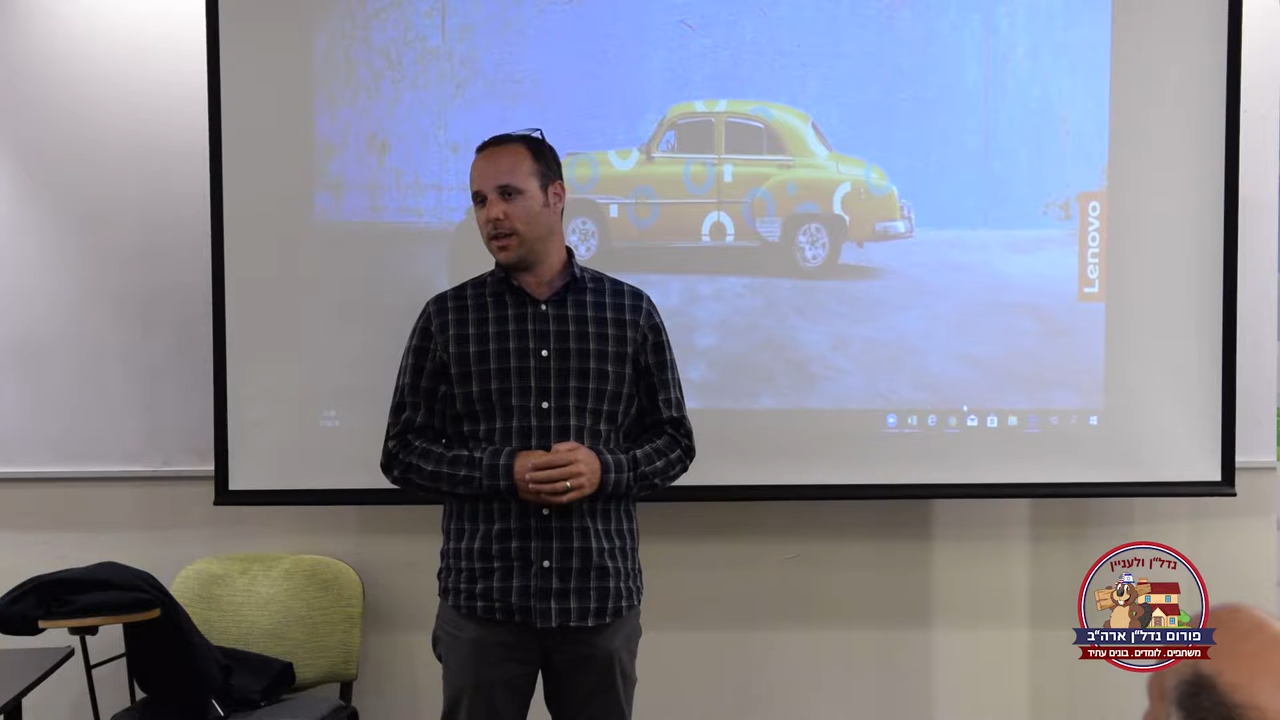 Lenovo
נדל"ן ולעניין
פורום נדל"ן ארה"ב
משתפים. לומדים. בונים עתיד